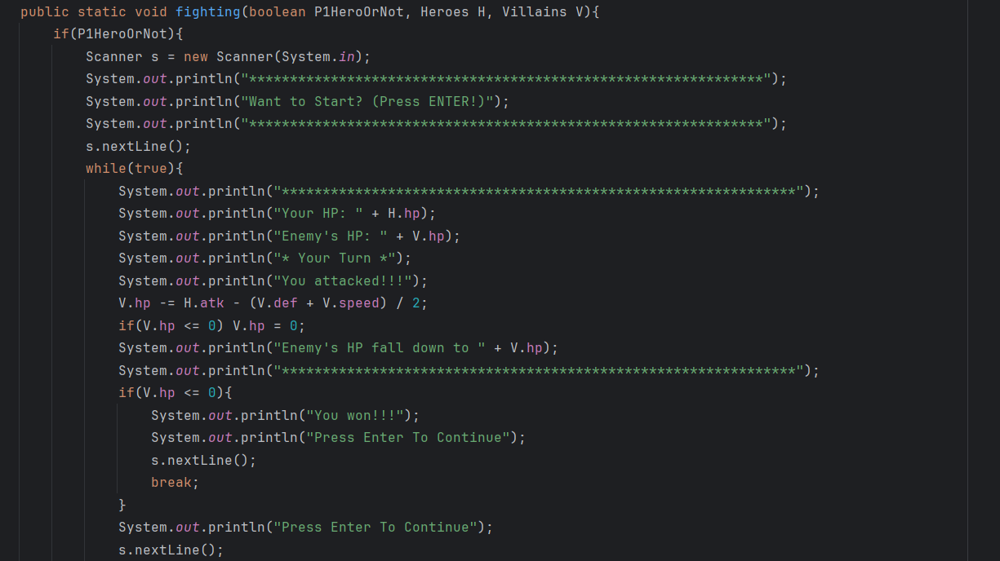 public static void fighting(boolean P1HeroOrNot, Heroes H, Villains V){
if(P1HeroOrNot){
Scanner s = new Scanner(System.in);
System.out.println("***************************************************************");
System.out.println("Want to Start? (Press ENTER!)");
System.out.println("***************************************************************");
s.nextLine();
while(true){
System.out.println("***************************************************************");
System.out.println("Your HP: " + H.hp);
System.out.println("Enemy's HP: " + V.hp);
System.out.println("* Your Turn *");
System.out.println("You attacked!!!");
V.hp -= H.atk - (V.def + V.speed) / 2;
if(V.hp <= 0) V.hp = 0;
System.out.println("Enemy's HP fall down to " + V.hp);
System.out.println("***************************************************************");
if(V.hp <= 0){
System.out.println("You won!!!");
System.out.println("Press Enter To Continue");
s.nextLine();
break;
}
System.out.println("Press Enter To Continue");
s.nextLine();